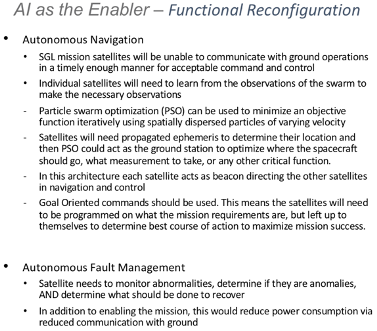 AI as the Enabler – Functional Reconfiguration
• Autonomous Navigation
• SGL mission satellites will be unable to communicate with ground operations
in a timely enough manner for acceptable command and control
• Individual satellites will need to learn from the observations of the swarm to
make the necessary observations
- Particle swarm optimization (PSO) can be used to minimize an objective
function iteratively using spatially dispersed particles of varying velocity
- Satellites will need propagated ephemeris to determine their location and
then PSO could act as the ground station to optimize where the spacecraft
should go, what measurement to take, or any other critical function.
- In this architecture each satellite acts as beacon directing the other satellites
in navigation and control
- Goal Oriented commands should be used. This means the satellites will need
to be programmed on what the mission requirements are, but left up to
themselves to determine best course of action to maximize mission success.
• Autonomous Fault Management
• Satellite needs to monitor abnormalities, determine if they are anomalies,
AND determine what should be done to recover
• In addition to enabling the mission, this would reduce power consumption via
reduced communication with ground